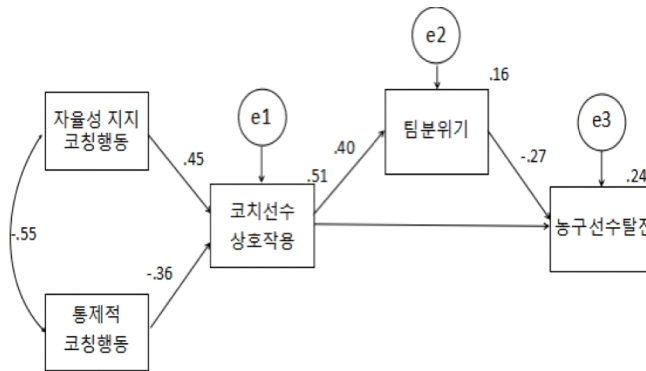 e2
.16
e1
e3
자율성 지지
코칭행동
팀분위기
.45
.40
-.27
.24
.51
코치선수
상호작용
-.55
농구선수탈진
-.36
통제적
코칭행동